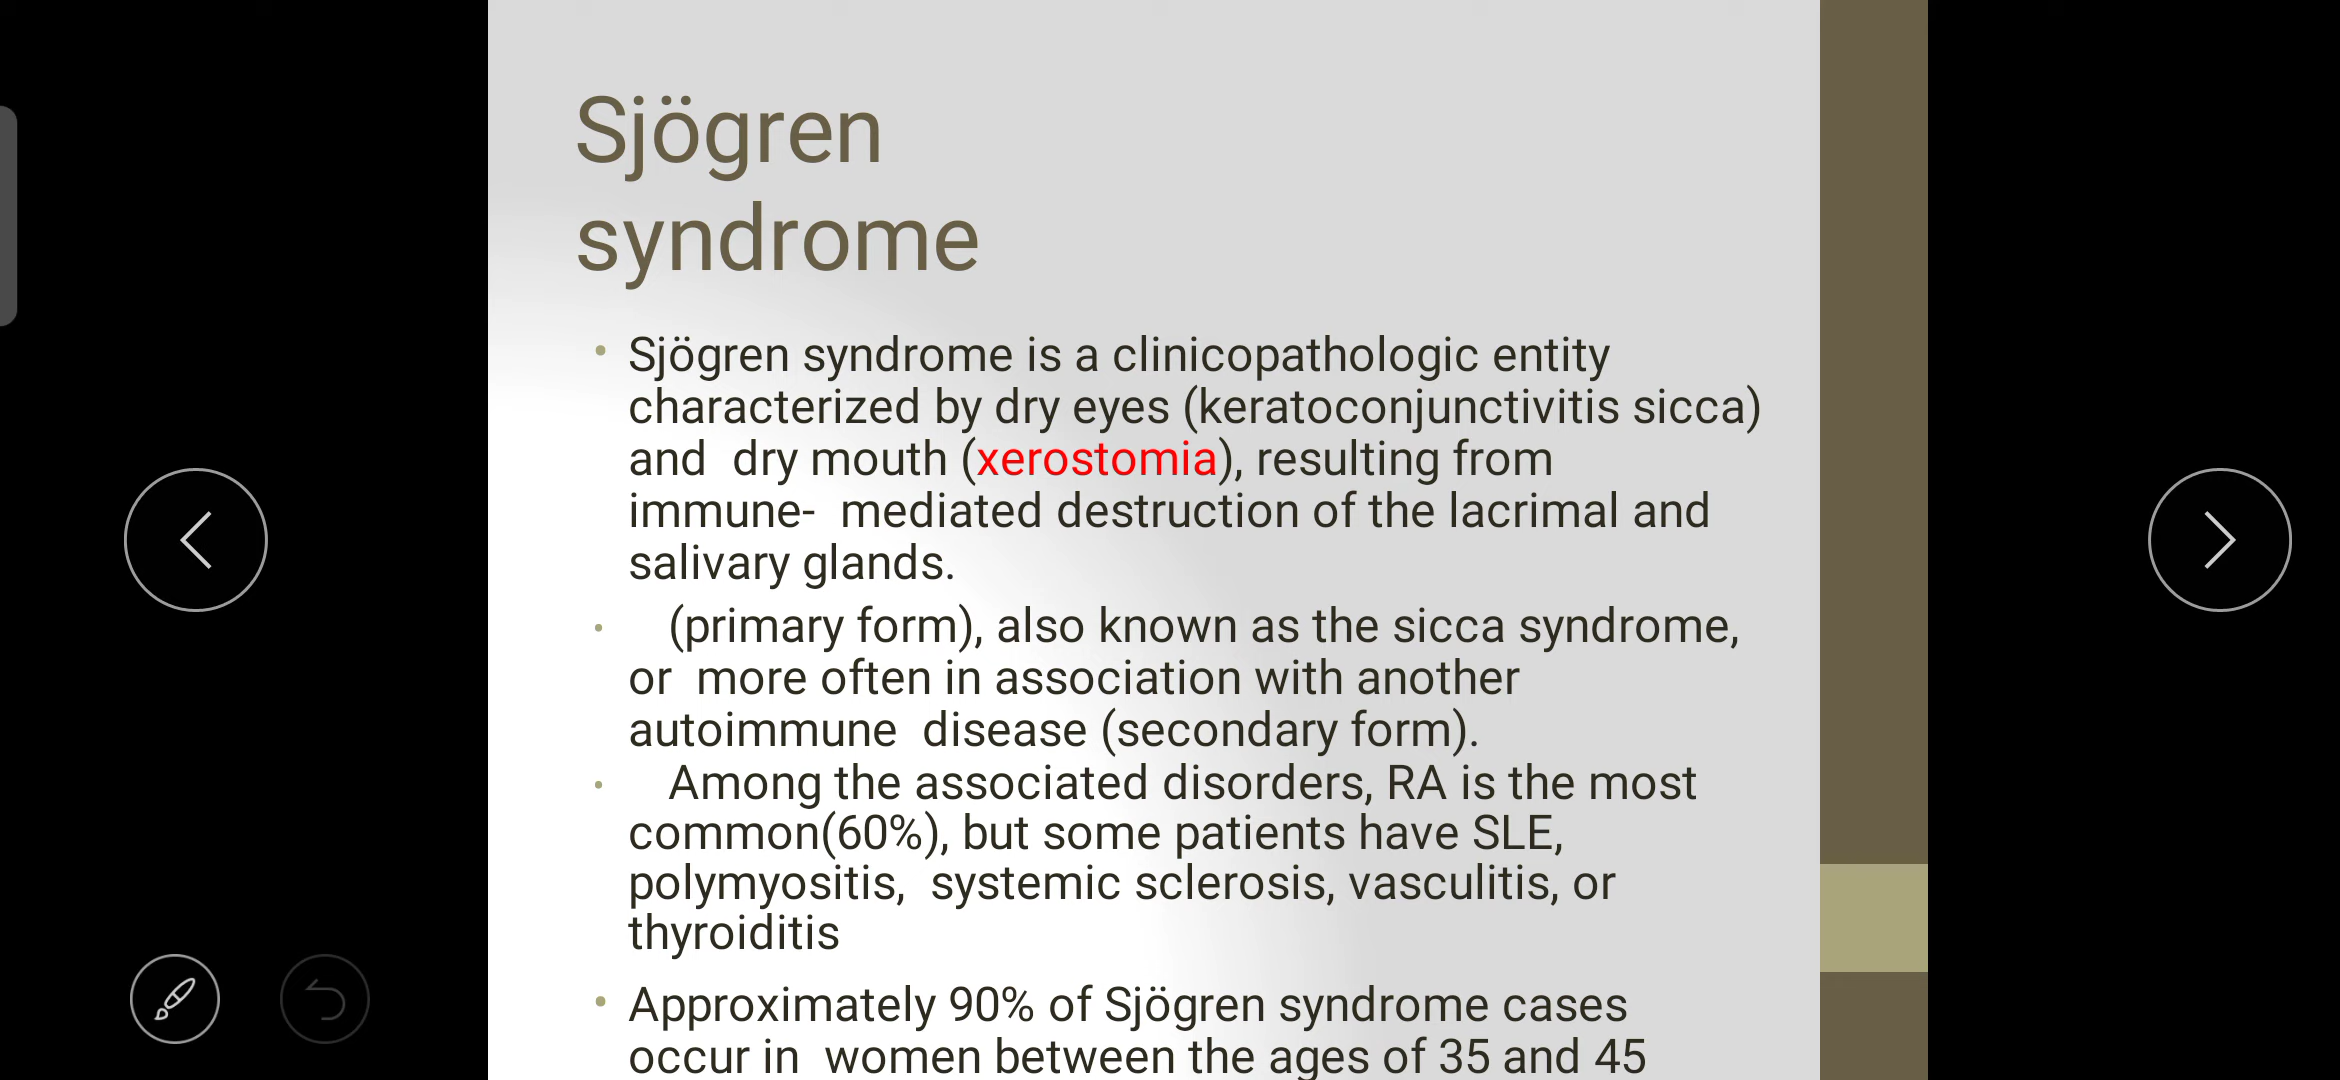 Sjögren
syndrome
• Sjögren syndrome is a clinicopathologic entity
characterized by dry eyes (keratoconjunctivitis sicca)
and dry mouth (xerostomia), resulting from
immune- mediated destruction of the lacrimal and
salivary glands.
• (primary form), also known as the sicca syndrome,
or more often in association with another
autoimmune disease (secondary form).
• Among the associated disorders, RA is the most
common(60%), but some patients have SLE,
polymyositis, systemic sclerosis, vasculitis, or
thyroiditis
• Approximately 90% of Sjögren syndrome cases
occur in women between the ages of 35 and 45